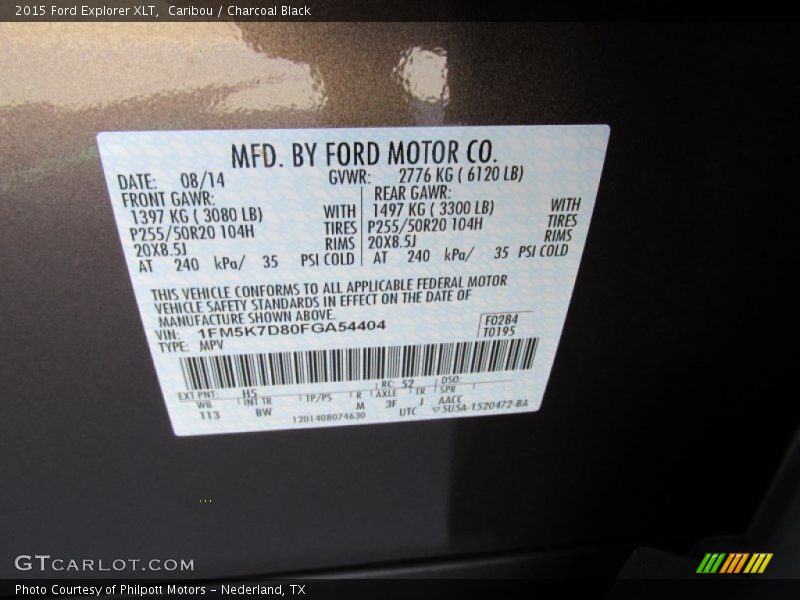 2015 Ford Explorer XLT, Caribou / Charcoal Black
MFD. BY FORD MOTOR CO.
DATE: 08/14 GVWR: 2776 KG ( 6120 LB)
FRONT GAWR: REAR GAWR:
1397 KG ( 3080 LB) WITH 1497 KG ( 3300 LB) WITH
P255/50R20 104H TIRES P255/50R20 104H TIRES
20X8.5J RIMS 20X8.5J RIMS
AT 240 kPa/ 35 PSI COLD AT 240 kPa/ 35 PSI COLD
THIS VEHICLE CONFORMS TO ALL APPLICABLE FEDERAL MOTOR
VEHICLE SAFETY STANDARDS IN EFFECT ON THE DATE OF
MANUFACTURE SHOWN ABOVE.
VIN: 1FM5K7D80FGA54404 F0284
TYPE: MPV T0195
EXT PNT: H5 RC: 52 DSO:
WB INT TR TP/PS R AXLE TR SPR
113 BW M 3F J AACC
1201408074630 UTC 5U5A-1520472-BA
GTCARLOT.COM
Photo Courtesy of Philpott Motors - Nederland, TX